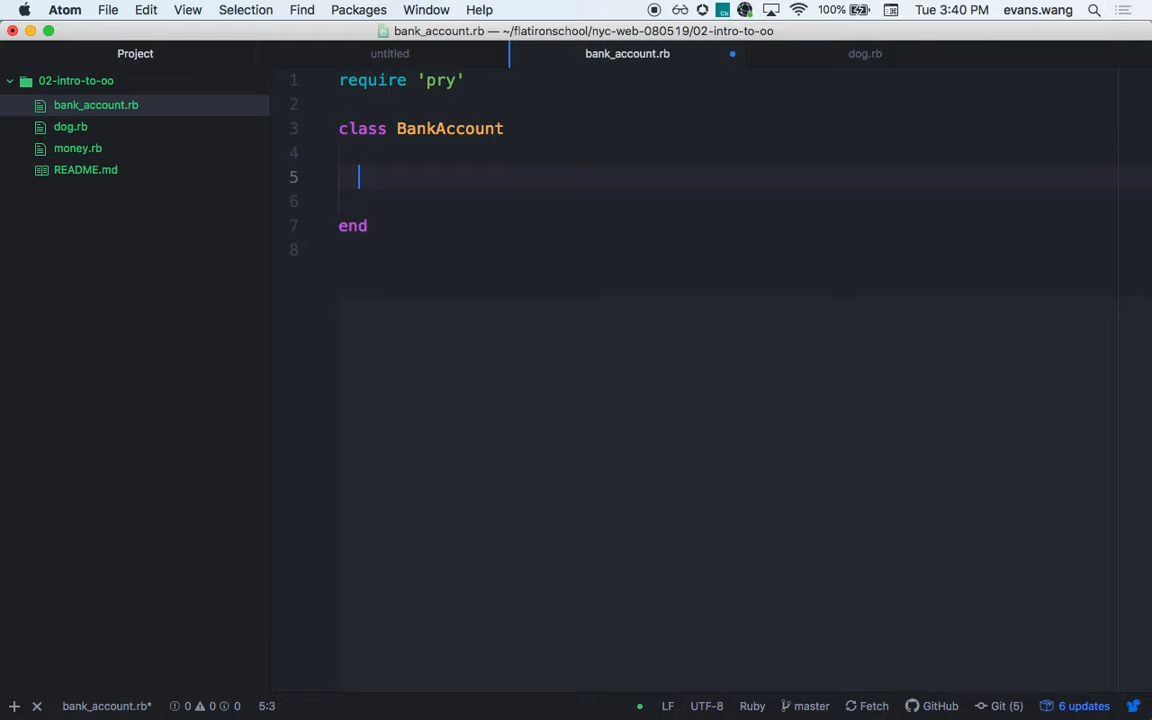 Atom File Edit View Selection Find Packages Window Help 100% Tue 3:40 PM evans.wang
bank_account.rb — ~/flatironschool/nyc-web-080519/02-intro-to-oo
Project untitled bank_account.rb dog.rb
02-intro-to-oo
bank_account.rb
dog.rb
money.rb
README.md
1 require 'pry'
2
3 class BankAccount
4
5
6
7 end
8
bank_account.rb* 0 0 0 5:3 LF UTF-8 Ruby master Fetch GitHub Git (5) 6 updates